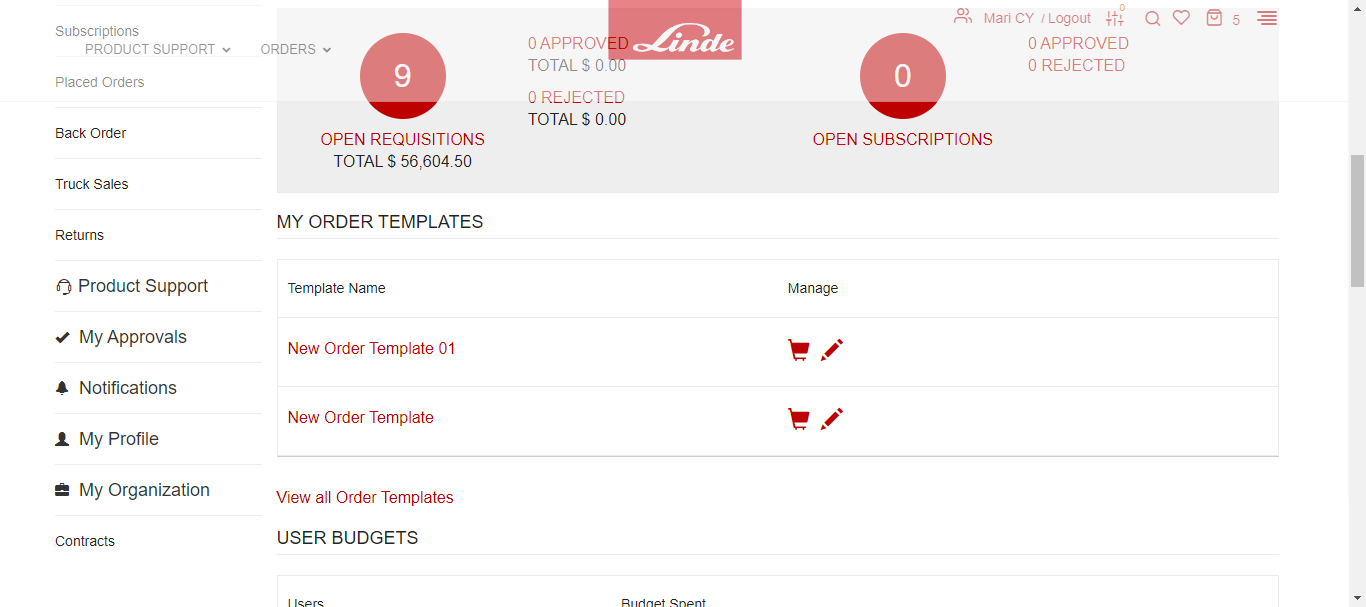 Mari CY / Logout
0
5
Linde
PRODUCT SUPPORT
ORDERS
Subscriptions
Placed Orders
Back Order
Truck Sales
Returns
Product Support
My Approvals
Notifications
My Profile
My Organization
Contracts
9
OPEN REQUISITIONS
TOTAL $ 56,604.50
0 APPROVED
TOTAL $ 0.00
0 REJECTED
TOTAL $ 0.00
0
OPEN SUBSCRIPTIONS
0 APPROVED
0 REJECTED
MY ORDER TEMPLATES
Template Name Manage
New Order Template 01
New Order Template
View all Order Templates
USER BUDGETS
Users Budget Spent